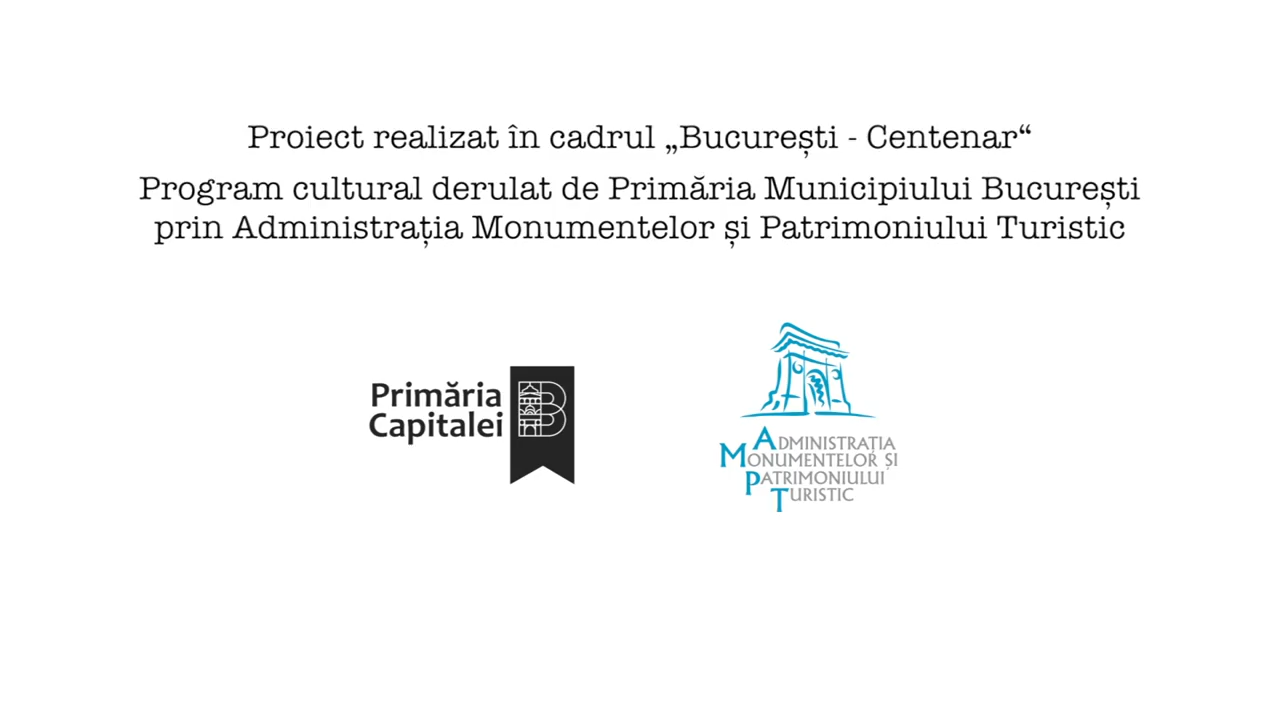 Proiect realizat în cadrul „București - Centenar“
Program cultural derulat de Primăria Municipiului București
prin Administrația Monumentelor și Patrimoniului Turistic
Primăria
Capitalei
B
ADMINISTRAȚIA
MONUMENTELOR ȘI
PATRIMONIULUI
TURISTIC